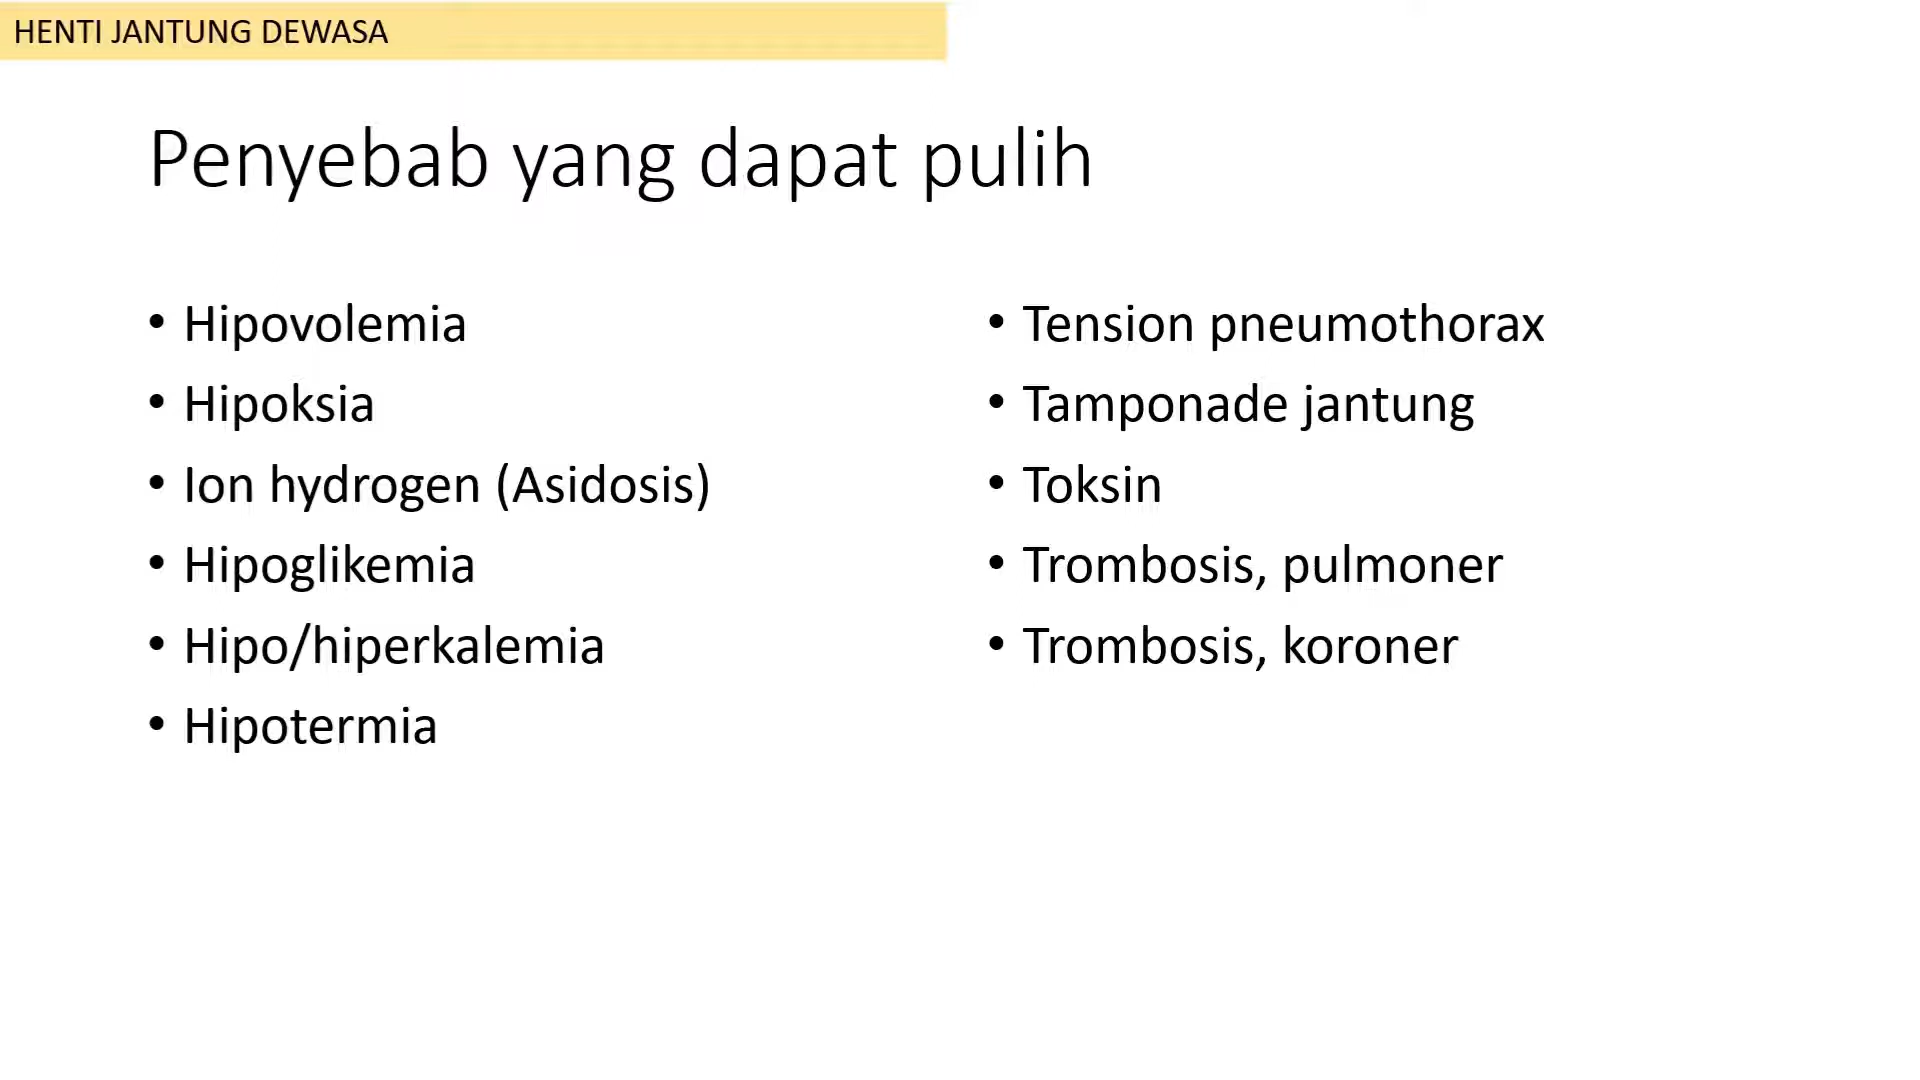 HENTI JANTUNG DEWASA
Penyebab yang dapat pulih
• Hipovolemia
• Hipoksia
• Ion hydrogen (Asidosis)
• Hipoglikemia
• Hipo/hiperkalemia
• Hipotermia
• Tension pneumothorax
• Tamponade jantung
• Toksin
• Trombosis, pulmoner
• Trombosis, koroner